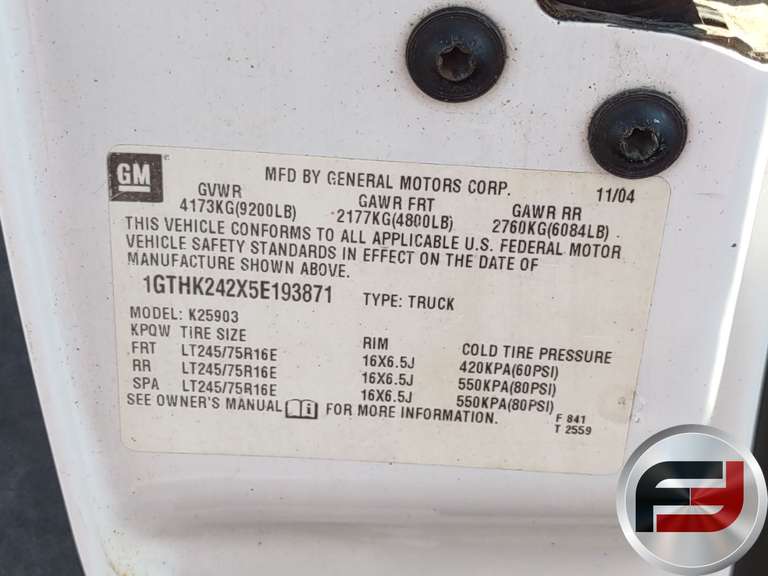 GM
MFD BY GENERAL MOTORS CORP. 11/04
GVWR GAWR FRT GAWR RR
4173KG(9200LB) 2177KG(4800LB) 2760KG(6084LB)
THIS VEHICLE CONFORMS TO ALL APPLICABLE U.S. FEDERAL MOTOR
VEHICLE SAFETY STANDARDS IN EFFECT ON THE DATE OF
MANUFACTURE SHOWN ABOVE.
1GTHK242X5E193871 TYPE: TRUCK
MODEL: K25903
KPQW TIRE SIZE RIM COLD TIRE PRESSURE
FRT LT245/75R16E 16X6.5J 420KPA(60PSI)
RR LT245/75R16E 16X6.5J 550KPA(80PSI)
SPA LT245/75R16E 16X6.5J 550KPA(80PSI)
SEE OWNER'S MANUAL FOR MORE INFORMATION.
F 841
T 2559